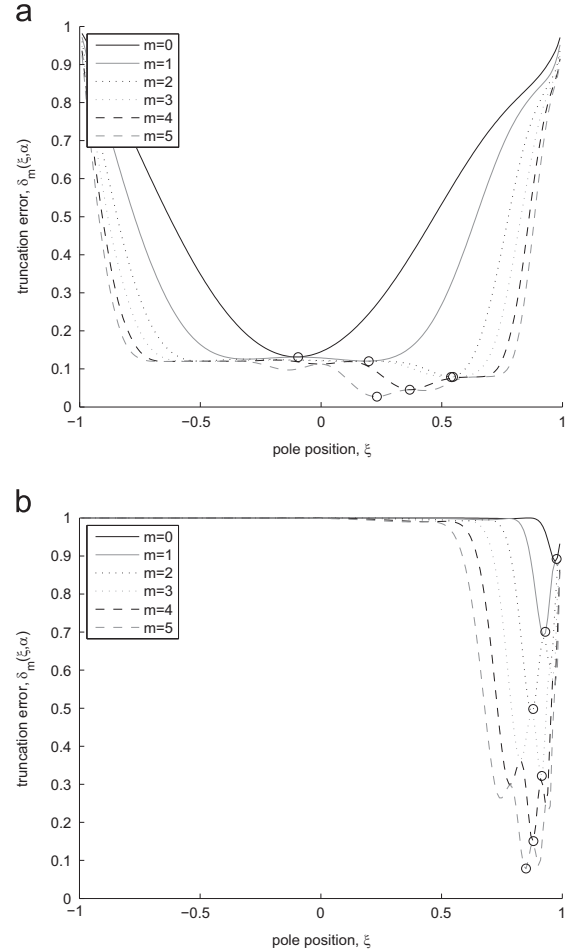 a
1
0.9
0.8
0.7
0.6
0.5
0.4
0.3
0.2
0.1
0
truncation error, δm(ξ,α)
m=0
m=1
m=2
m=3
m=4
m=5
−1
−0.5
0
0.5
1
pole position, ξ
b
1
0.9
0.8
0.7
0.6
0.5
0.4
0.3
0.2
0.1
0
truncation error, δm(ξ,α)
m=0
m=1
m=2
m=3
m=4
m=5
−1
−0.5
0
0.5
1
pole position, ξ